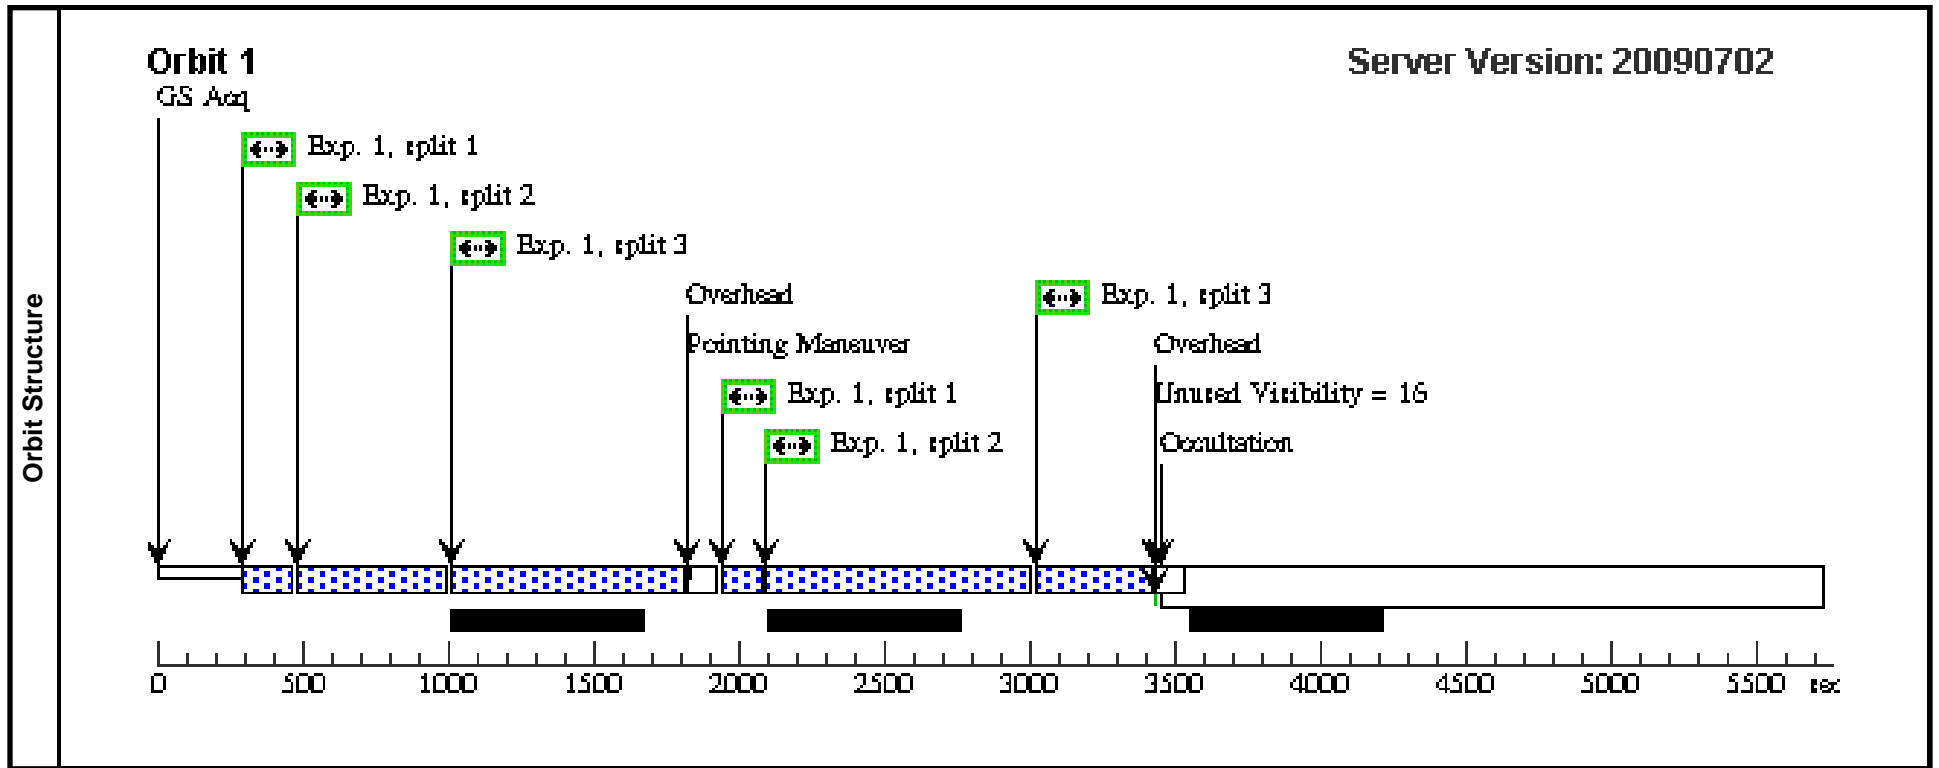 Orbit Structure
Orbit 1
Server Version: 20090702
GS Acq
Exp. 1, split 1
Exp. 1, split 2
Exp. 1, split 3
Overhead
Exp. 1, split 3
Pointing Maneuver
Overhead
Exp. 1, split 1
Unused Visibility = 16
Exp. 1, split 2
Occultation
0 500 1000 1500 2000 2500 3000 3500 4000 4500 5000 5500 sec